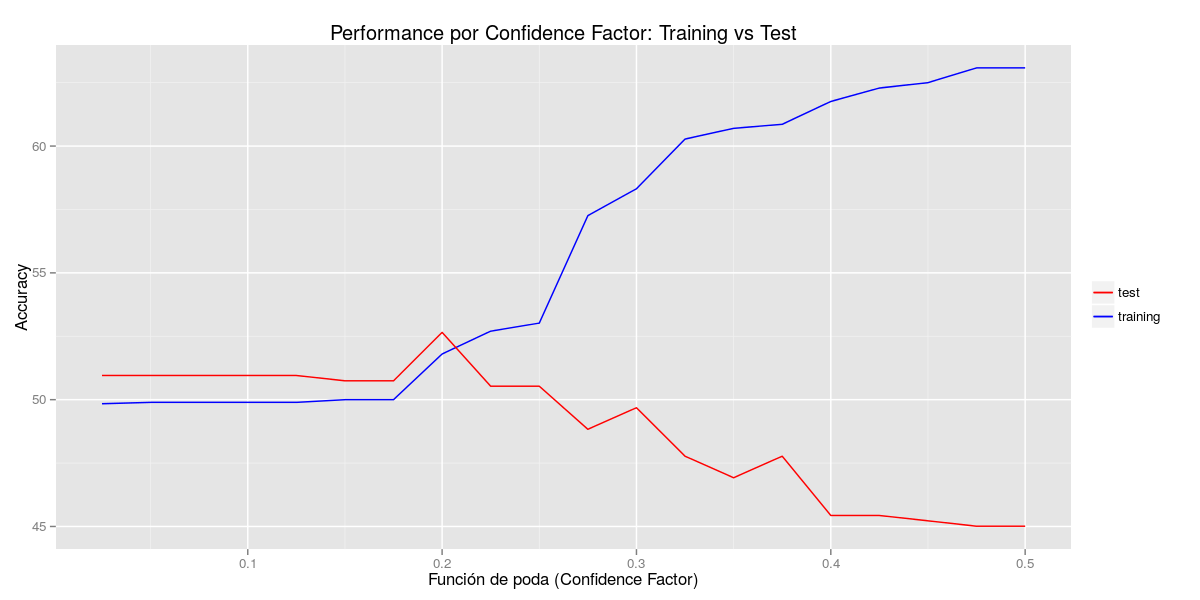 Performance por Confidence Factor: Training vs Test
Accuracy
60
55
50
45
0.1
0.2
0.3
0.4
0.5
Función de poda (Confidence Factor)
test
training